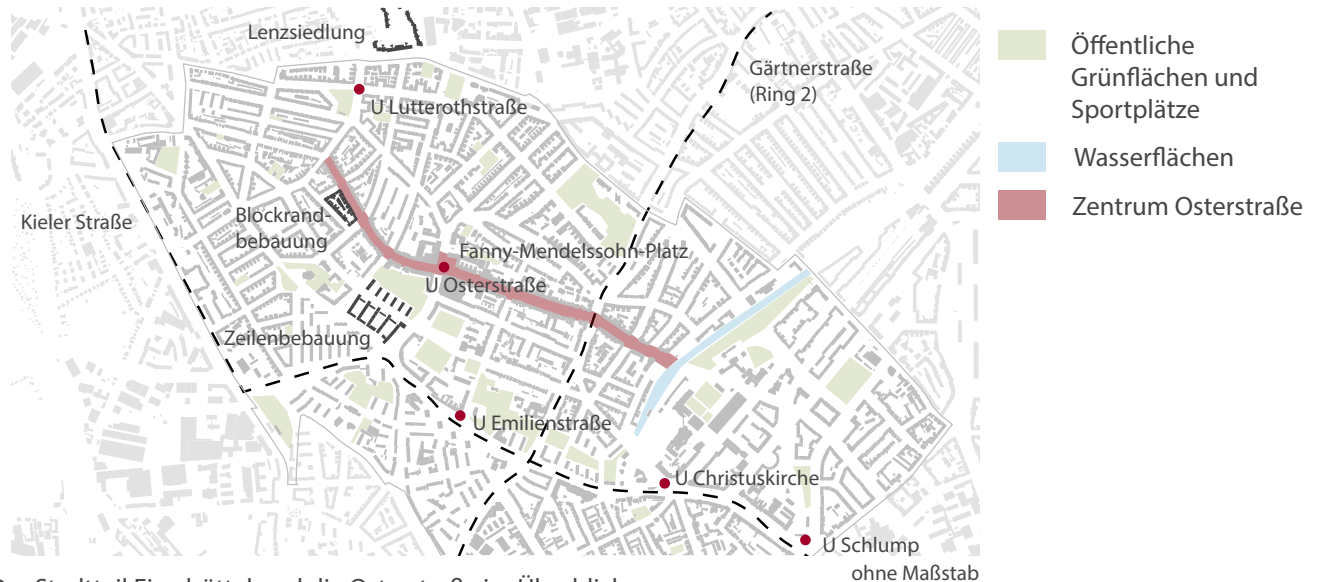 Lenzsiedlung
Gärtnerstraße
(Ring 2)
U Lutterothstraße
Kieler Straße
Blockrand-
bebauung
Fanny-Mendelssohn-Platz
U Osterstraße
Zeilenbebauung
U Emilienstraße
U Christuskirche
U Schlump
ohne Maßstab
Öffentliche
Grünflächen und
Sportplätze
Wasserflächen
Zentrum Osterstraße